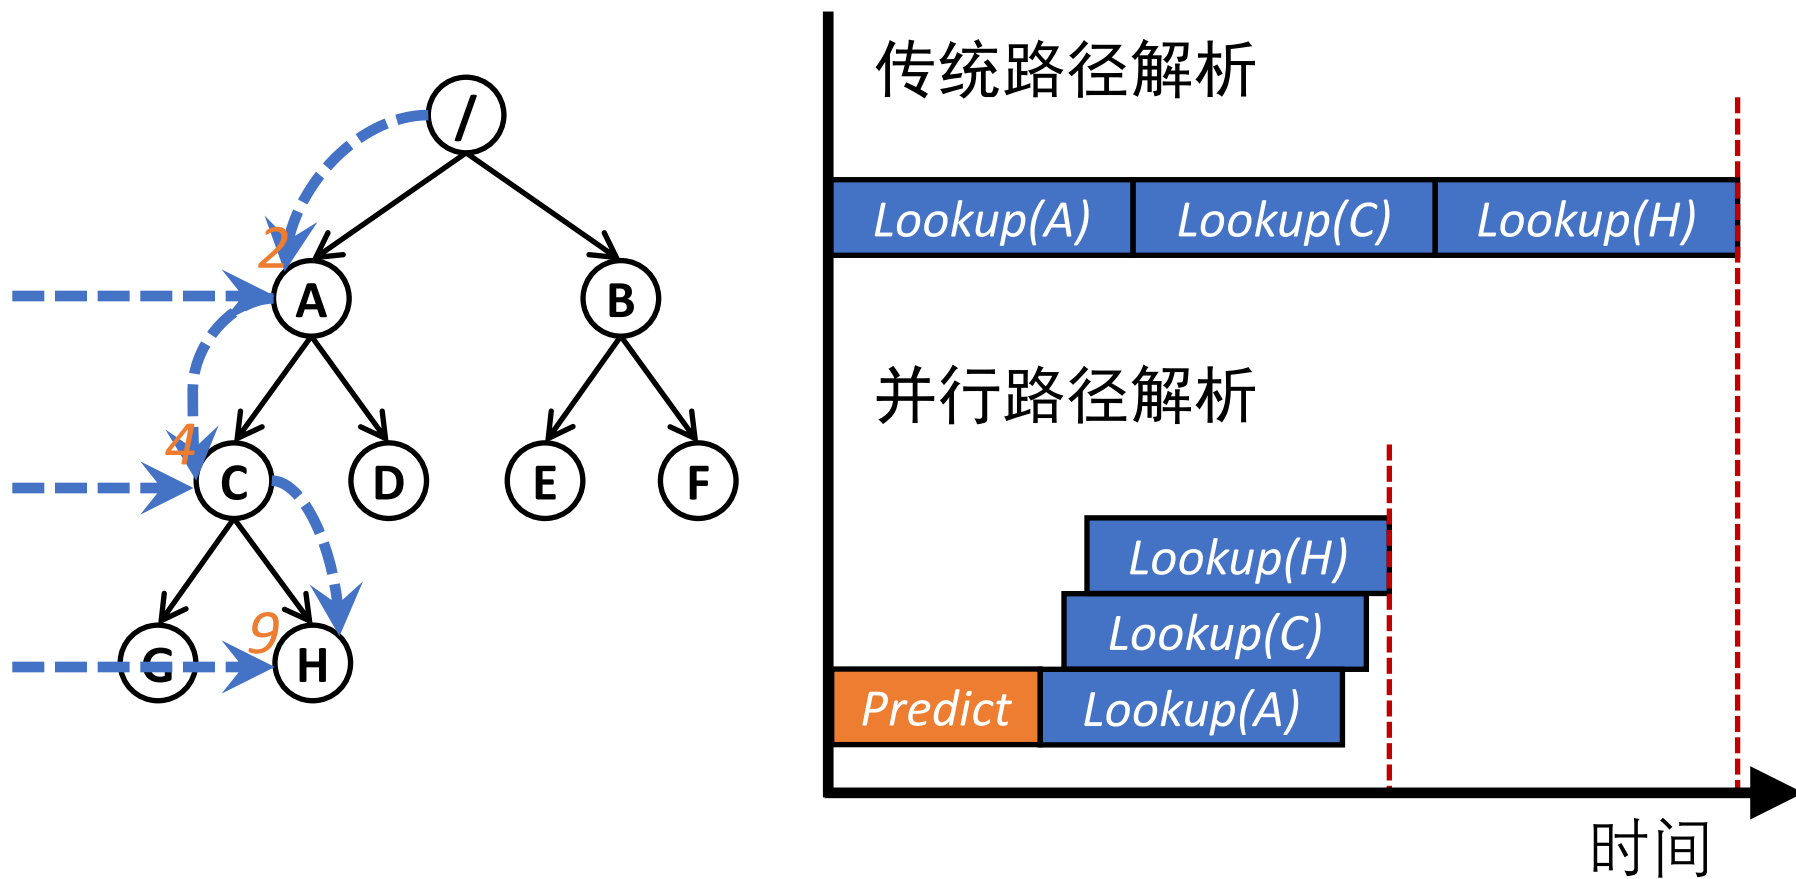 /
2
A
B
4
C
D
E
F
9
G
H
传统路径解析
Lookup(A)
Lookup(C)
Lookup(H)
并行路径解析
Lookup(H)
Lookup(C)
Predict
Lookup(A)
时间